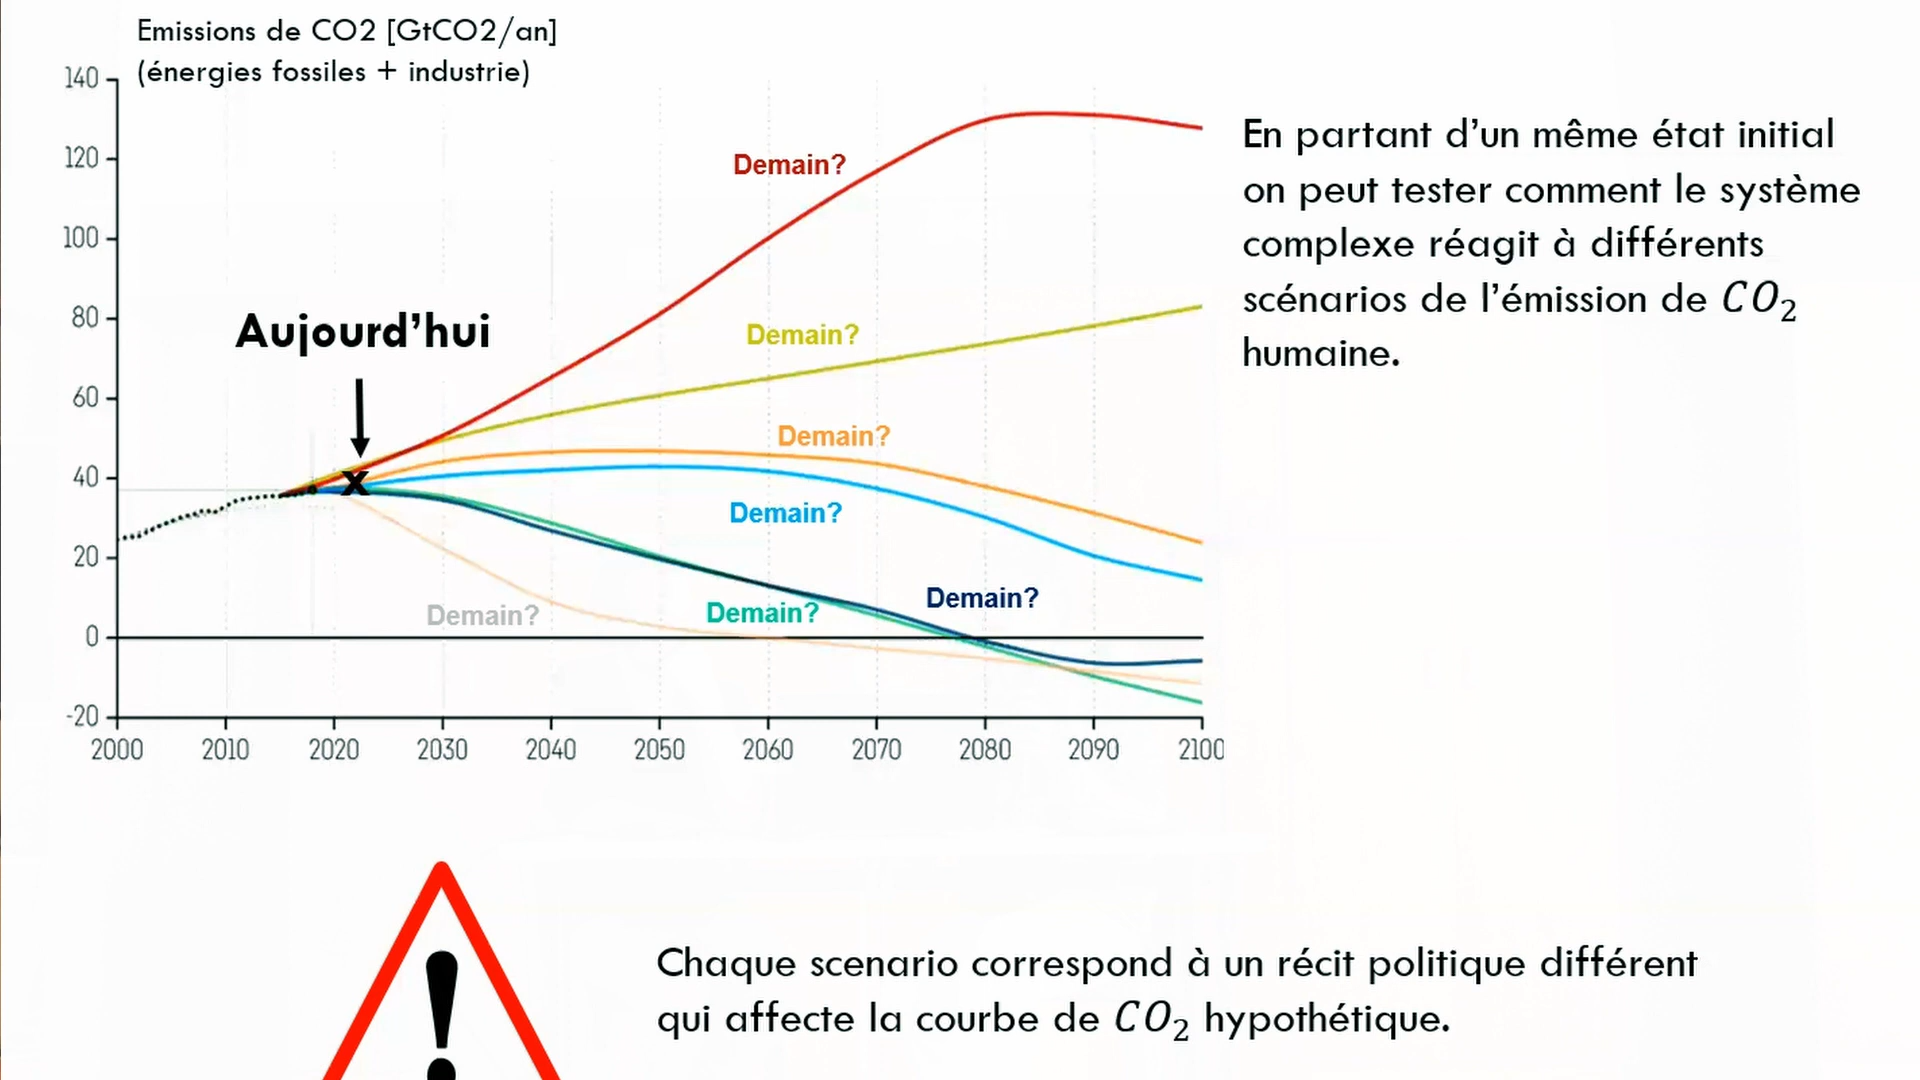 Emissions de CO2 [GtCO2/an]
(énergies fossiles + industrie)
140
120
100
80
60
40
20
0
-20
2000 2010 2020 2030 2040 2050 2060 2070 2080 2090 2100
Aujourd'hui
x
Demain?
Demain?
Demain?
Demain?
Demain?
Demain?
Demain?
En partant d'un même état initial
on peut tester comment le système
complexe réagit à différents
scénarios de l'émission de CO₂
humaine.
!
Chaque scenario correspond à un récit politique différent
qui affecte la courbe de CO₂ hypothétique.